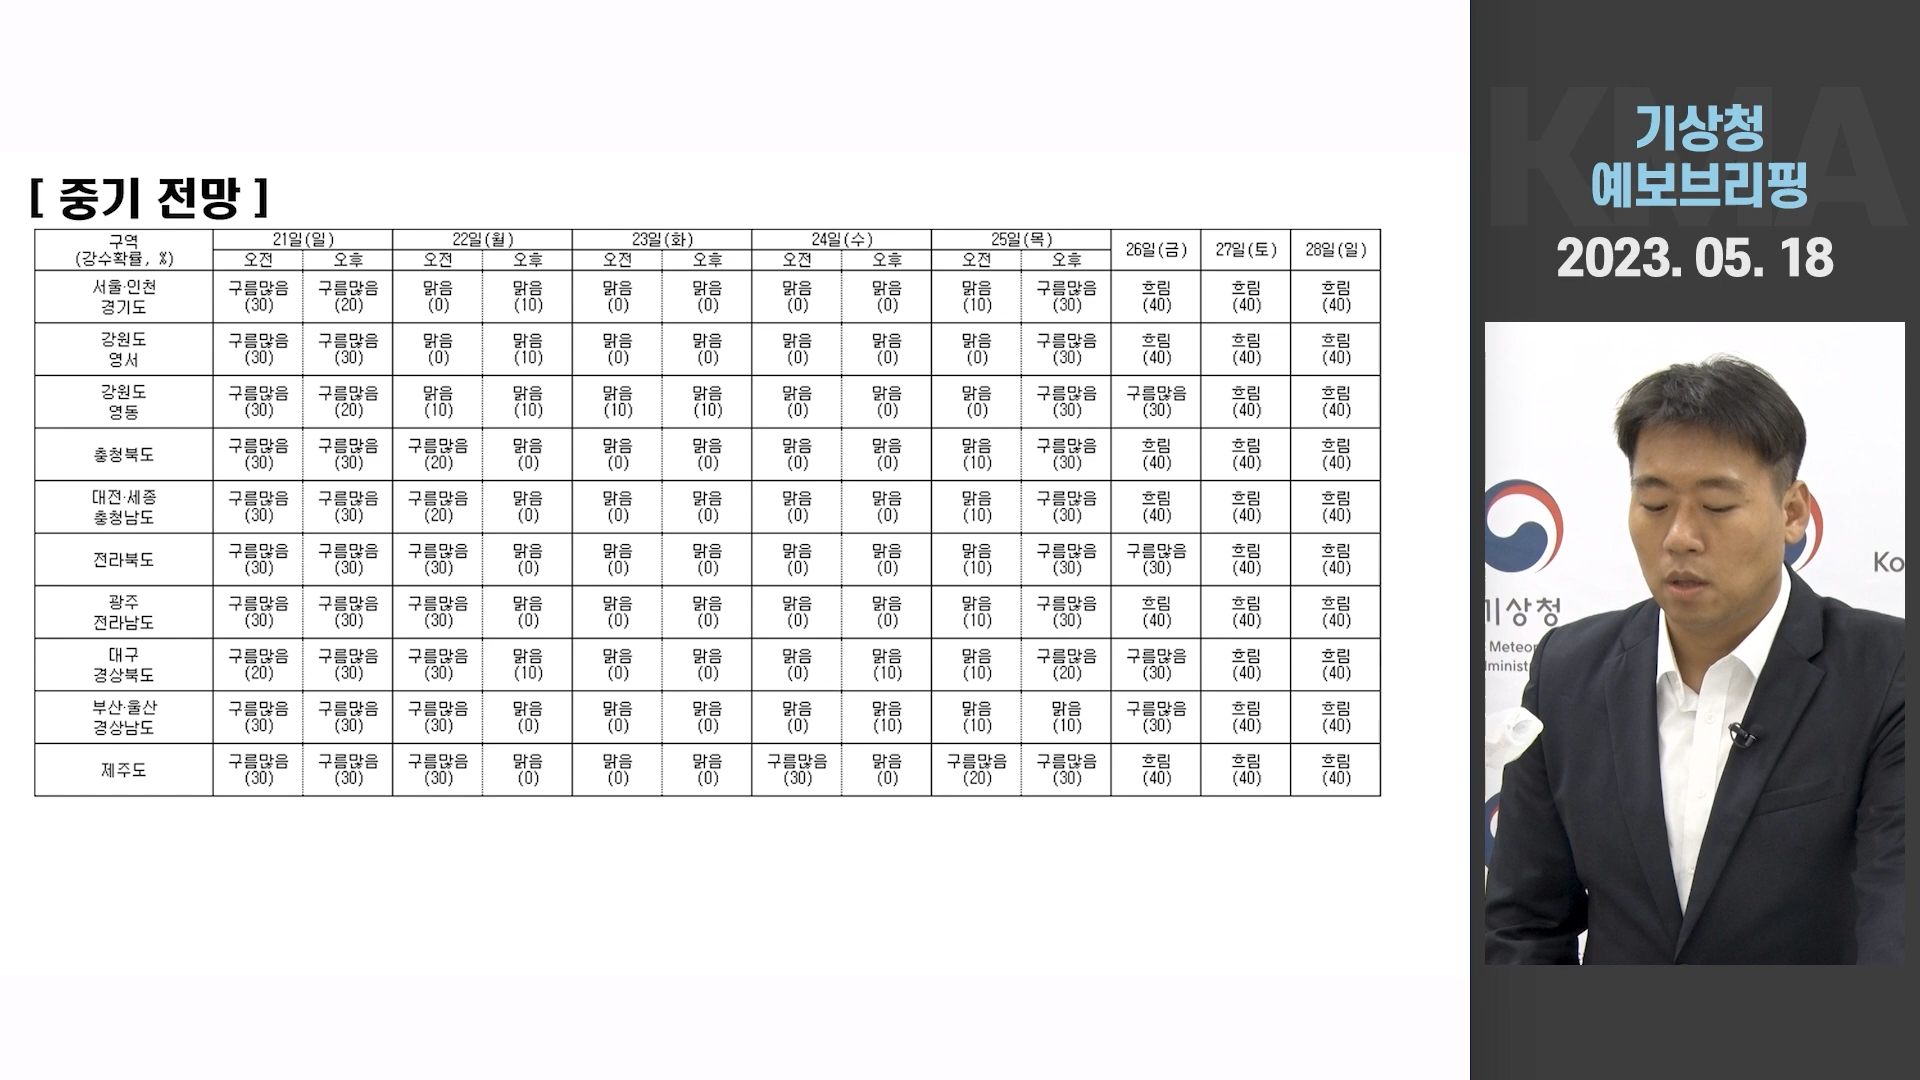 [ 중기 전망 ]
구역 21일(일) 22일(월) 23일(화) 24일(수) 25일(목) 26일(금) 27일(토) 28일(일)
(강수확률, %) 오전 오후 오전 오후 오전 오후 오전 오후 오전 오후
서울·인천 구름많음 구름많음 맑음 맑음 맑음 맑음 맑음 맑음 맑음 구름많음 흐림 흐림 흐림
경기도 (30) (20) (0) (10) (0) (0) (0) (0) (10) (30) (40) (40) (40)
강원도 구름많음 구름많음 맑음 맑음 맑음 맑음 맑음 맑음 맑음 구름많음 흐림 흐림 흐림
영서 (30) (30) (0) (10) (0) (0) (0) (0) (0) (30) (40) (40) (40)
강원도 구름많음 구름많음 맑음 맑음 맑음 맑음 맑음 맑음 맑음 구름많음 구름많음 흐림 흐림
영동 (30) (20) (10) (10) (10) (10) (0) (0) (0) (30) (30) (40) (40)
충청북도 구름많음 구름많음 구름많음 맑음 맑음 맑음 맑음 맑음 맑음 구름많음 흐림 흐림 흐림
(30) (30) (20) (0) (0) (0) (0) (0) (10) (30) (40) (40) (40)
대전·세종 구름많음 구름많음 구름많음 맑음 맑음 맑음 맑음 맑음 맑음 구름많음 흐림 흐림 흐림
충청남도 (30) (30) (20) (0) (0) (0) (0) (0) (10) (30) (40) (40) (40)
전라북도 구름많음 구름많음 구름많음 맑음 맑음 맑음 맑음 맑음 맑음 구름많음 구름많음 흐림 흐림
(30) (30) (30) (0) (0) (0) (0) (0) (10) (30) (30) (40) (40)
광주 구름많음 구름많음 구름많음 맑음 맑음 맑음 맑음 맑음 맑음 구름많음 흐림 흐림 흐림
전라남도 (30) (30) (30) (0) (0) (0) (0) (0) (10) (30) (40) (40) (40)
대구 구름많음 구름많음 구름많음 맑음 맑음 맑음 맑음 맑음 맑음 구름많음 구름많음 흐림 흐림
경상북도 (20) (30) (30) (10) (0) (0) (0) (10) (10) (20) (30) (40) (40)
부산·울산 구름많음 구름많음 구름많음 맑음 맑음 맑음 맑음 맑음 맑음 맑음 구름많음 흐림 흐림
경상남도 (30) (30) (30) (0) (0) (0) (0) (10) (10) (10) (30) (40) (40)
제주도 구름많음 구름많음 구름많음 맑음 맑음 맑음 구름많음 맑음 구름많음 구름많음 흐림 흐림 흐림
(30) (30) (30) (0) (0) (0) (30) (0) (20) (30) (40) (40) (40)
KMA
기상청
예보브리핑
2023. 05. 18
기상청
Meteor
minist
Ko